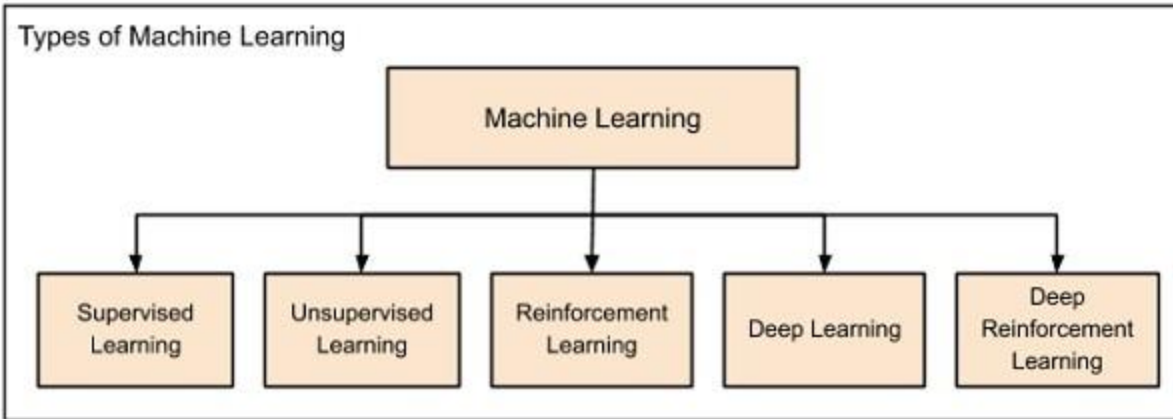 Types of Machine Learning
Machine Learning
Supervised
Learning
Unsupervised
Learning
Reinforcement
Learning
Deep Learning
Deep
Reinforcement
Learning